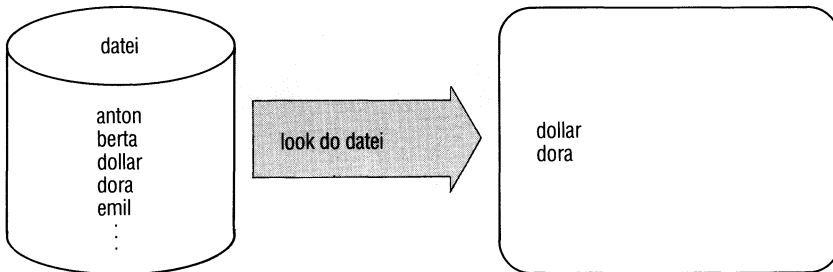 datei
anton
berta
dollar
dora
emil
.
.
.
look do datei
dollar
dora